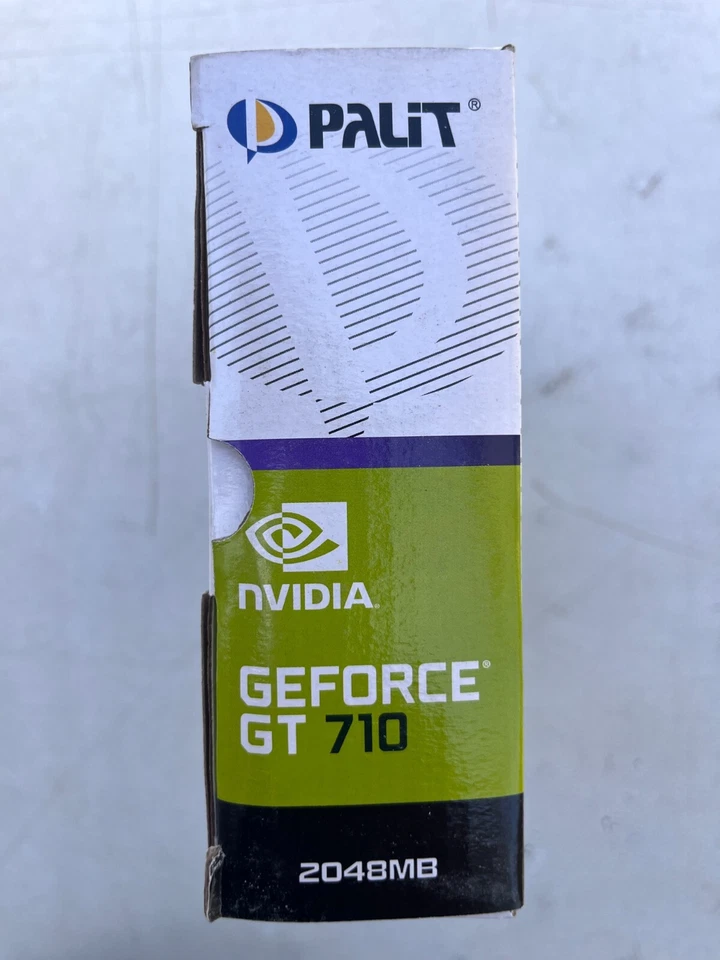 PALiT®
NVIDIA.
GEFORCE®
GT 710
2048MB